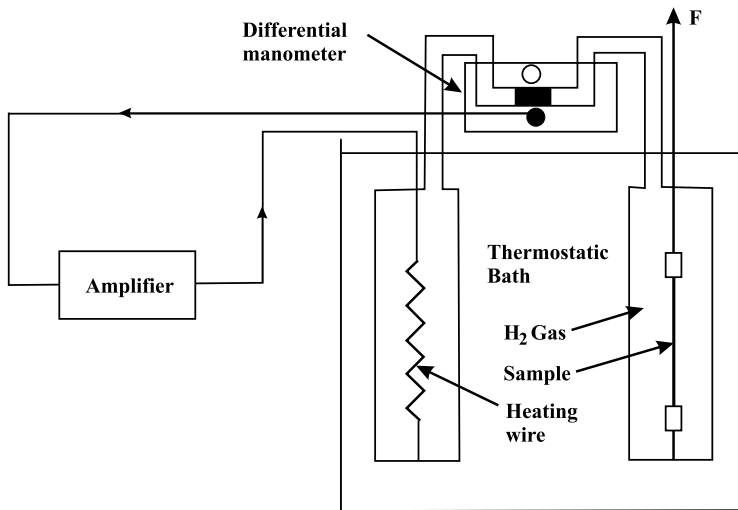 Differential
manometer
F
Amplifier
Thermostatic
Bath
H₂ Gas
Sample
Heating
wire